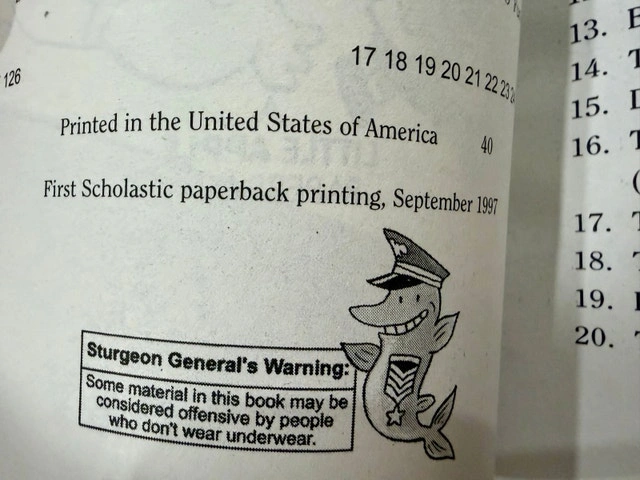 17 18 19 20 21 22 23
126
Printed in the United States of America
40
First Scholastic paperback printing, September 1997
Sturgeon General's Warning:
Some material in this book may be
considered offensive by people
who don't wear underwear.
13.
14. T
15.
16. T
(
17.
18.
19.
20.